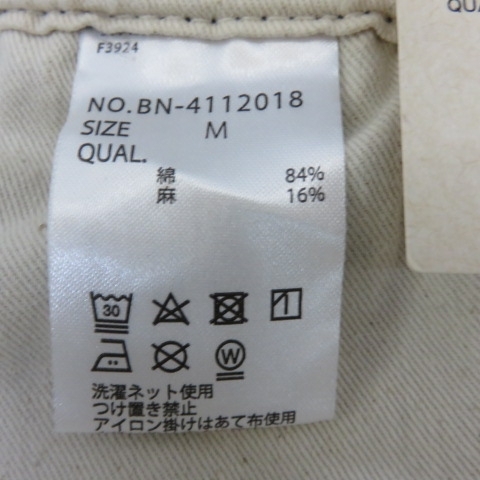 F3924
NO.BN-4112018
SIZE M
QUAL.
綿 84%
麻 16%
30
W
洗濯ネット使用
つけ置き禁止
アイロン掛けはあて布使用
QUA